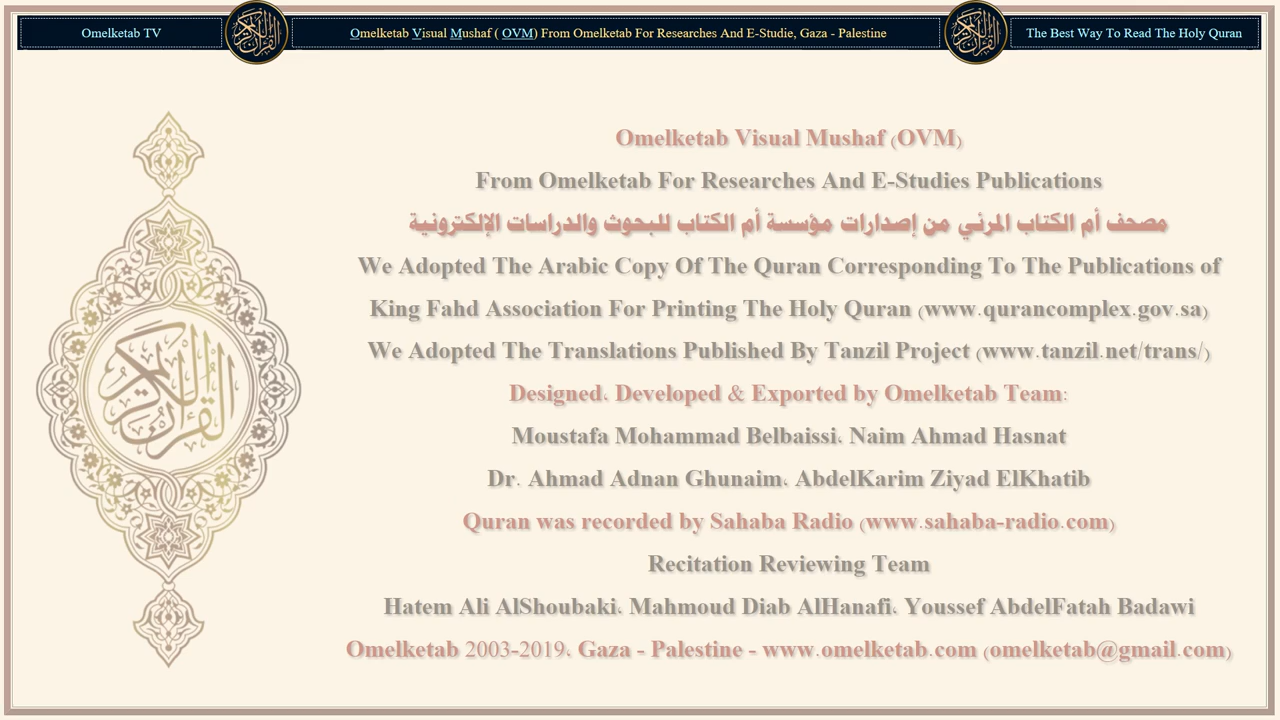 Omelketab TV
Omelketab Visual Mushaf ( OVM) From Omelketab For Researches And E-Studie, Gaza - Palestine
The Best Way To Read The Holy Quran
Omelketab Visual Mushaf (OVM)
From Omelketab For Researches And E-Studies Publications
مصحف أم الكتاب المرئي من إصدارات مؤسسة أم الكتاب للبحوث والدراسات الإلكترونية
We Adopted The Arabic Copy Of The Quran Corresponding To The Publications of
King Fahd Association For Printing The Holy Quran (www.qurancomplex.gov.sa)
We Adopted The Translations Published By Tanzil Project (www.tanzil.net/trans/)
Designed، Developed & Exported by Omelketab Team:
Moustafa Mohammad Belbaissi، Naim Ahmad Hasnat
Dr. Ahmad Adnan Ghunaim، AbdelKarim Ziyad ElKhatib
Quran was recorded by Sahaba Radio (www.sahaba-radio.com)
Recitation Reviewing Team
Hatem Ali AlShoubaki، Mahmoud Diab AlHanafi، Youssef AbdelFatah Badawi
Omelketab 2003-2019، Gaza - Palestine - www.omelketab.com (omelketab@gmail.com)
القرآن الكريم